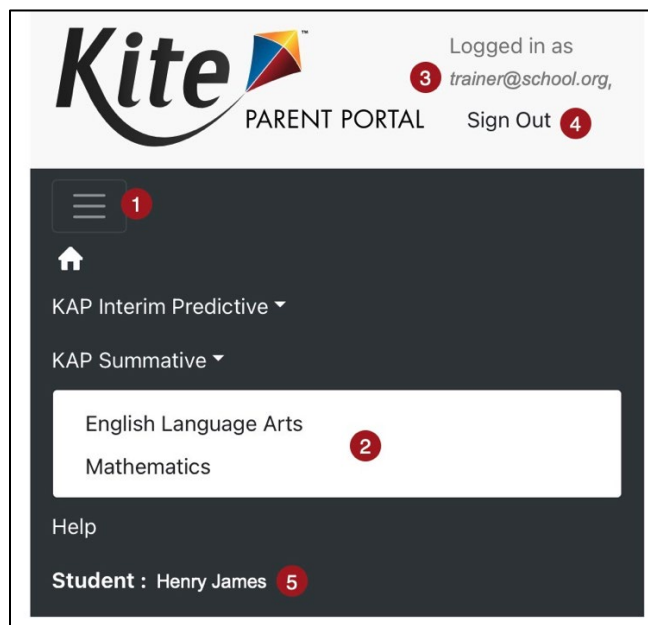 Kite™
PARENT PORTAL
Logged in as
3 trainer@school.org,
Sign Out 4
1
KAP Interim Predictive
KAP Summative
English Language Arts
Mathematics
2
Help
Student : Henry James 5